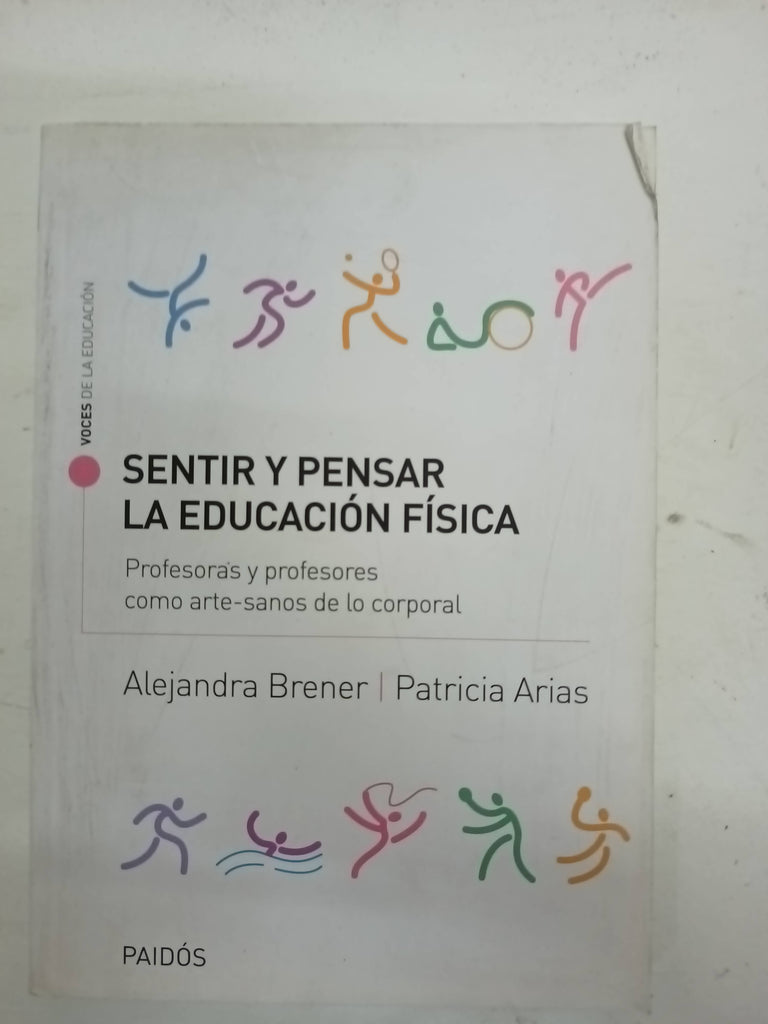 VOCES DE LA EDUCACIÓN
SENTIR Y PENSAR
LA EDUCACIÓN FÍSICA
Profesoras y profesores
como arte-sanos de lo corporal
Alejandra Brener | Patricia Arias
PAIDÓS